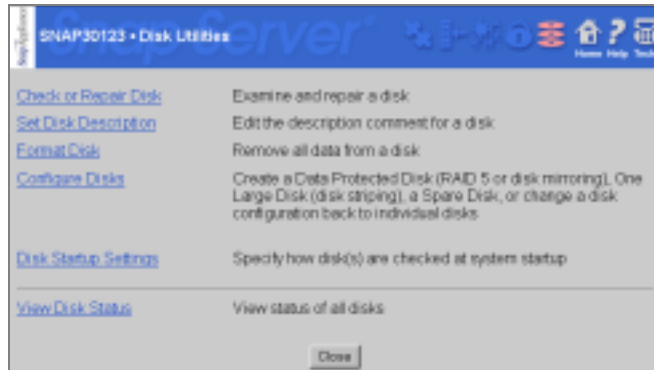 SnapAppliance
SNAP30123 • Disk Utilities
Snap Server
Home Help Tech
Check or Repair Disk Examine and repair a disk
Set Disk Description Edit the description comment for a disk
Format Disk Remove all data from a disk
Configure Disks Create a Data Protected Disk (RAID 5 or disk mirroring), One
Large Disk (disk striping), a Spare Disk, or change a disk
configuration back to individual disks
Disk Startup Settings Specify how disk(s) are checked at system startup
View Disk Status View status of all disks
Close